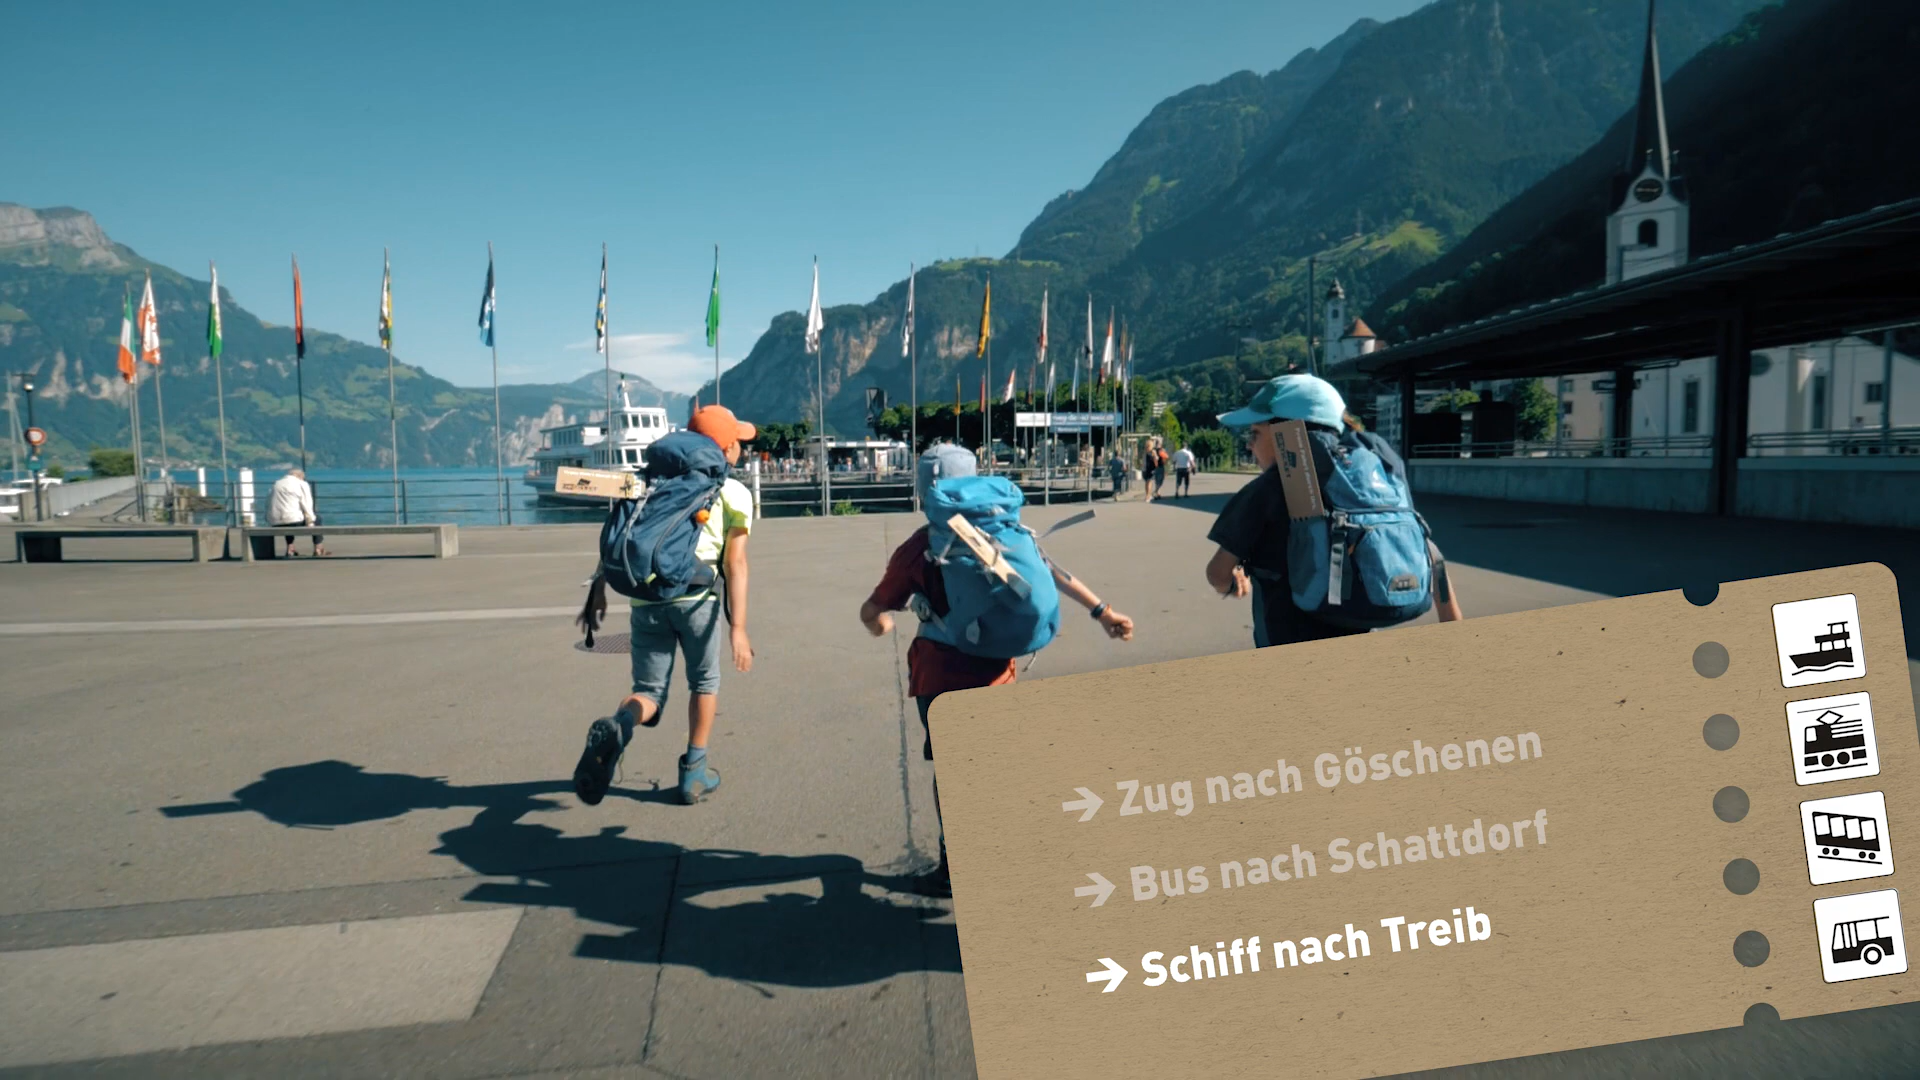 → Zug nach Göschenen
→ Bus nach Schattdorf
→ Schiff nach Treib